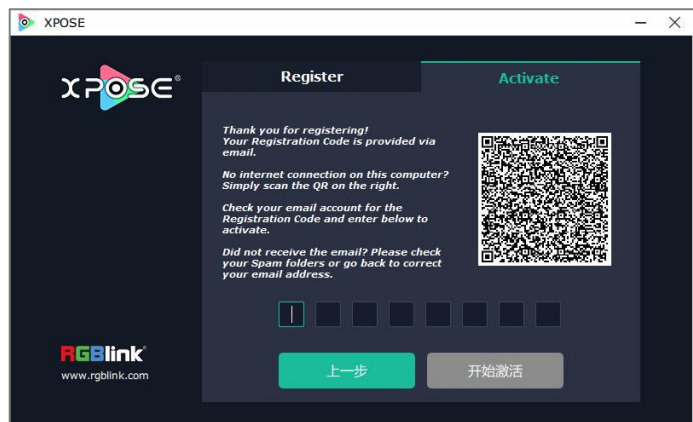 XPOSE
XPOSE®
Register
Activate
Thank you for registering!
Your Registration Code is provided via
email.
No internet connection on this computer?
Simply scan the QR on the right.
Check your email account for the
Registration Code and enter below to
activate.
Did not receive the email? Please check
your Spam folders or go back to correct
your email address.
RGBlink®
www.rgblink.com
上一步
开始激活